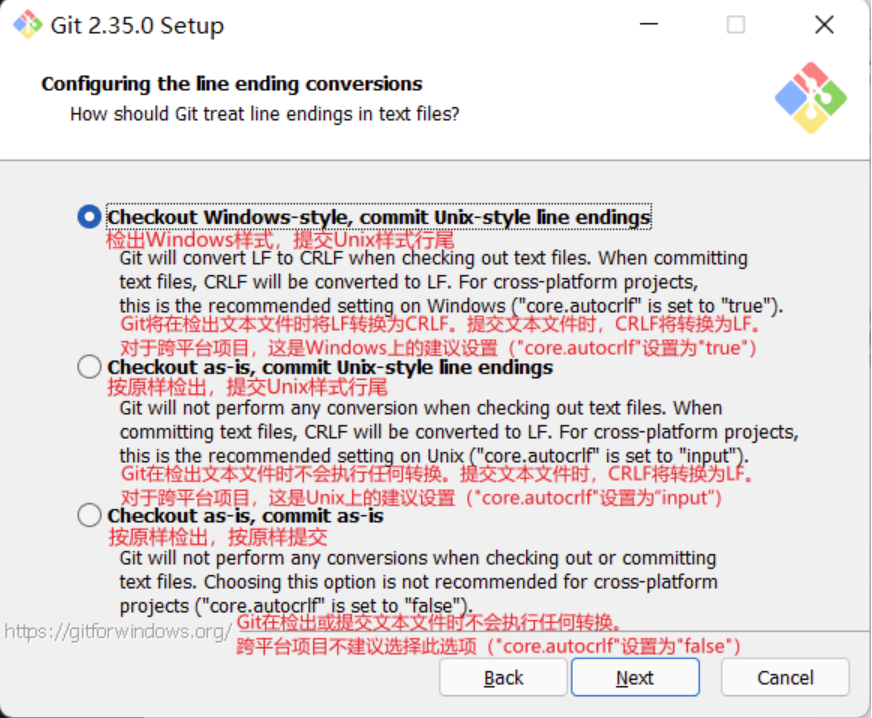 Git 2.35.0 Setup
Configuring the line ending conversions
How should Git treat line endings in text files?
Checkout Windows-style, commit Unix-style line endings
检出Windows样式，提交Unix样式行尾
Git will convert LF to CRLF when checking out text files. When committing
text files, CRLF will be converted to LF. For cross-platform projects,
this is the recommended setting on Windows ("core.autocrlf" is set to "true").
Git将在检出文本文件时将LF转换为CRLF。提交文本文件时，CRLF将转换为LF。
对于跨平台项目，这是Windows上的建议设置（"core.autocrlf"设置为"true"）
Checkout as-is, commit Unix-style line endings
按原样检出，提交Unix样式行尾
Git will not perform any conversion when checking out text files. When
committing text files, CRLF will be converted to LF. For cross-platform projects,
this is the recommended setting on Unix ("core.autocrlf" is set to "input").
Git在检出文本文件时不会执行任何转换。提交文本文件时，CRLF将转换为LF。
对于跨平台项目，这是Unix上的建议设置（"core.autocrlf"设置为“input”）
Checkout as-is, commit as-is
按原样检出，按原样提交
Git will not perform any conversions when checking out or committing
text files. Choosing this option is not recommended for cross-platform
projects ("core.autocrlf" is set to "false").
Git在检出或提交文本文件时不会执行任何转换。
https://gitforwindows.org/
跨平台项目不建议选择此选项（"core.autocrlf"设置为"false"）
Back
Next
Cancel